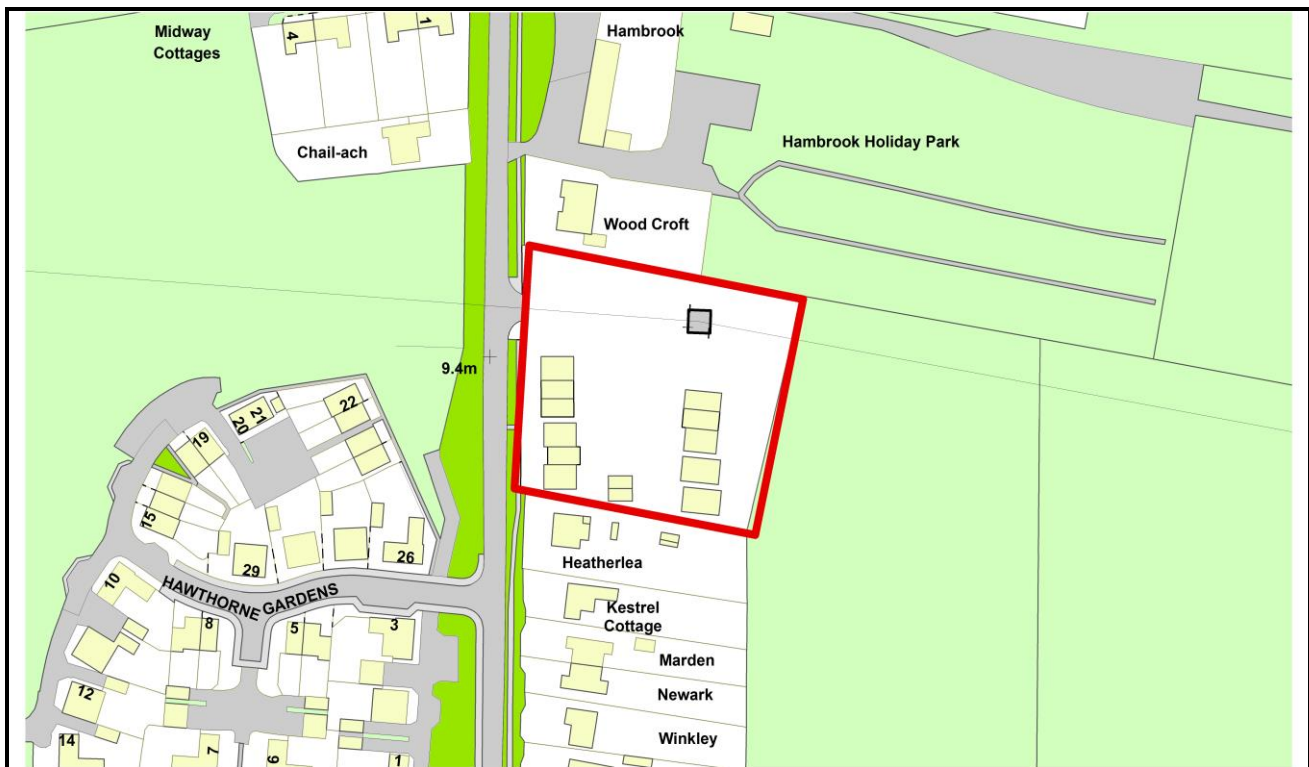 Midway
Cottages
4
1
Hambrook
Chail-ach
Hambrook Holiday Park
Wood Croft
9.4m
22
21
20
19
15
29
26
Heatherlea
HAWTHORNE GARDENS
10
8
5
3
Kestrel
Cottage
Marden
12
Newark
14
7
6
1
Winkley